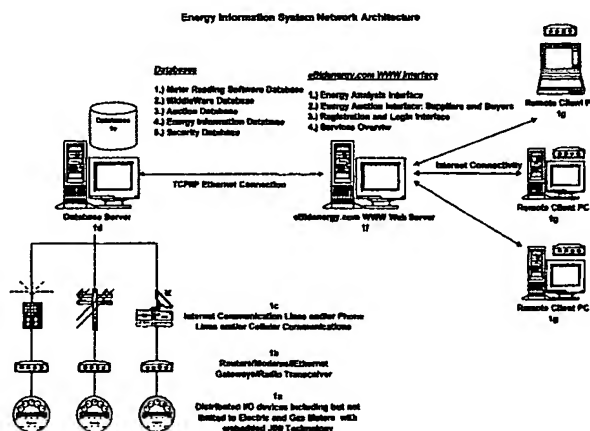 Energy Information System Network Architecture
Databases
1.) Meter Reading Software Database
2.) MiddleWare Database
3.) Auction Database
4.) Energy Information Database
5.) Security Database
eBidenergy.com WWW Interface
1.) Energy Analysis Interface
2.) Energy Auction Interface: Suppliers and Buyers
3.) Registration and Login Interface
4.) Services Overview
Databases
1e
Remote Client P
1g
Internet Connectivity
TCP/IP Ethernet Connection
Database Server
1d
eBidenergy.com WWW Web Server
1f
Remote Client PC
1g
Remote Client PC
1g
1c
Internet Communication Lines and/or Phone
Lines and/or Cellular Communications
1b
Routers/Modems/Ethernet
Gateways/Radio Transceiver
1a
Distributed I/O devices including but not
limited to Electric and Gas Meters with
embedded Technology